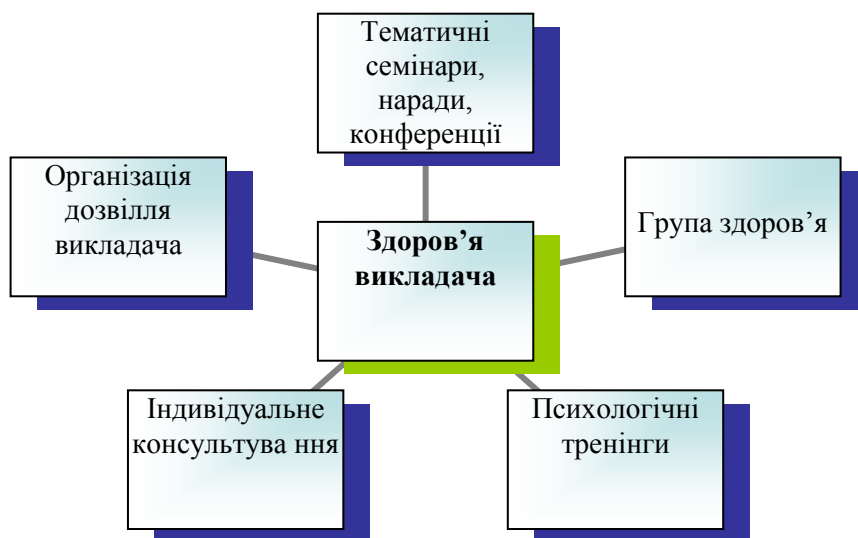 Тематичні
семінари,
наради,
конференції
Організація
дозвілля
викладача
Здоров’я
викладача
Група здоров’я
Індивідуальне
консультува ння
Психологічні
тренінги